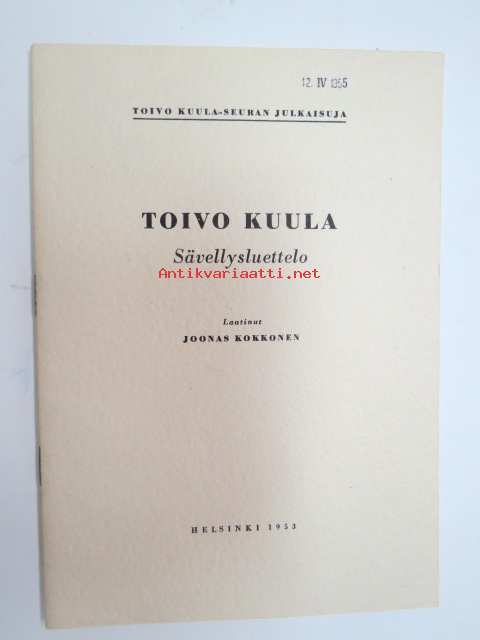 12. IV 1955
TOIVO KUULA-SEURAN JULKAISUJA
TOIVO KUULA
Sävellysluettelo
Antikvariaatti.net
Laatinut
JOONAS KOKKONEN
HELSINKI 1953